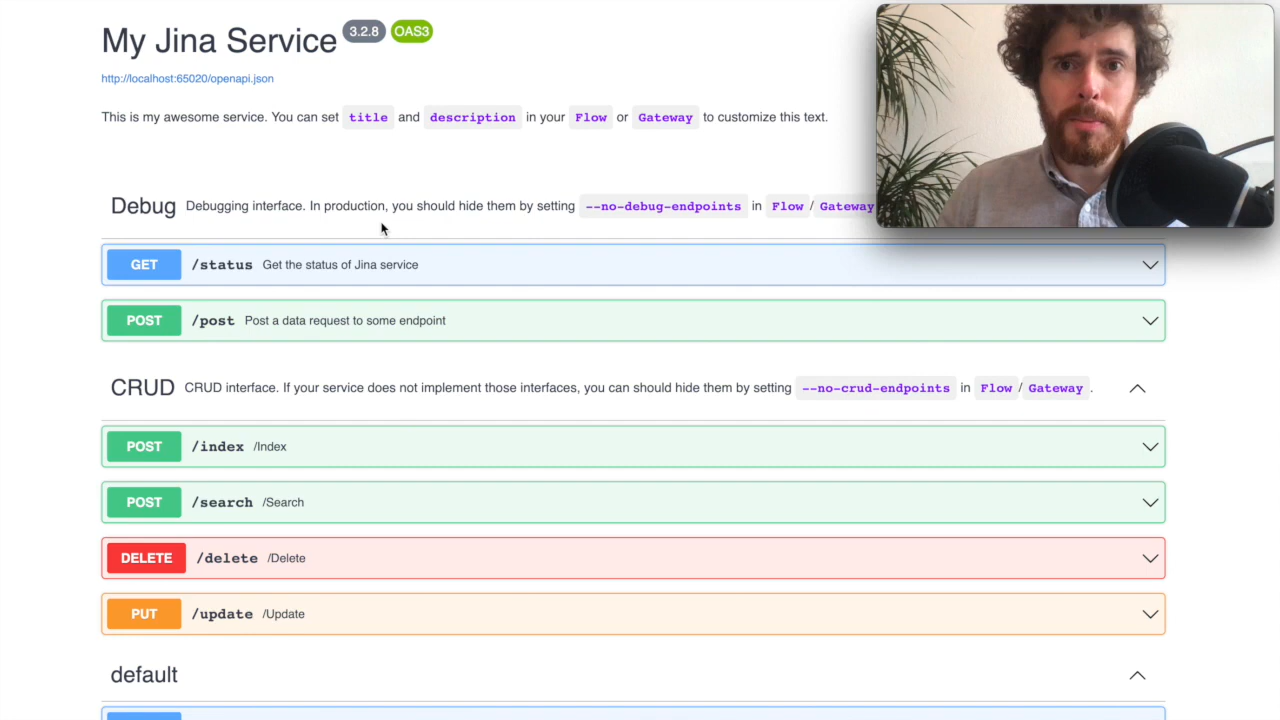 My Jina Service 3.2.8 OAS3
http://localhost:65020/openapi.json
This is my awesome service. You can set title and description in your Flow or Gateway to customize this text.
Debug Debugging interface. In production, you should hide them by setting --no-debug-endpoints in Flow / Gateway
GET /status Get the status of Jina service
POST /post Post a data request to some endpoint
CRUD CRUD interface. If your service does not implement those interfaces, you can should hide them by setting --no-crud-endpoints in Flow / Gateway .
POST /index /Index
POST /search /Search
DELETE /delete /Delete
PUT /update /Update
default